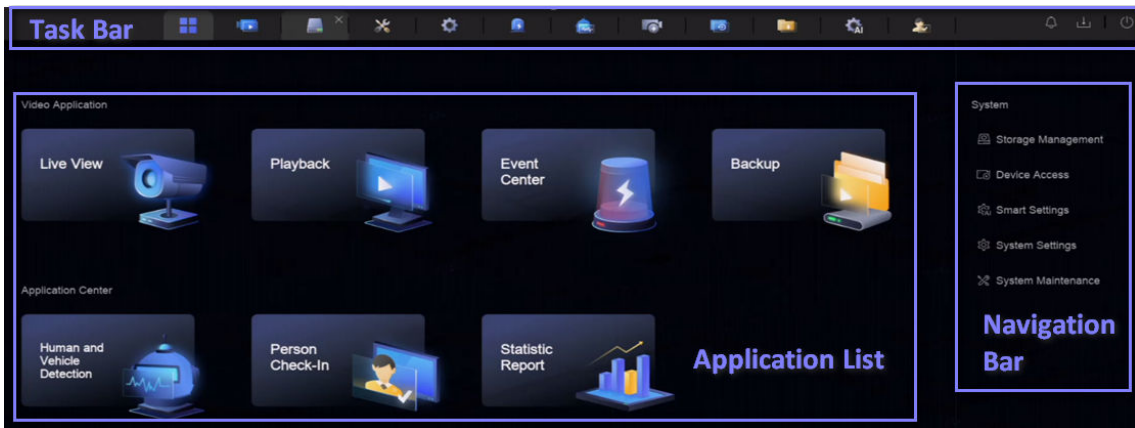 Task Bar
AI
Video Application
Live View
Playback
Event
Center
Backup
Application Center
Human and
Vehicle
Detection
Person
Check-In
Statistic
Report
Application List
System
Storage Management
Device Access
Smart Settings
System Settings
System Maintenance
Navigation
Bar